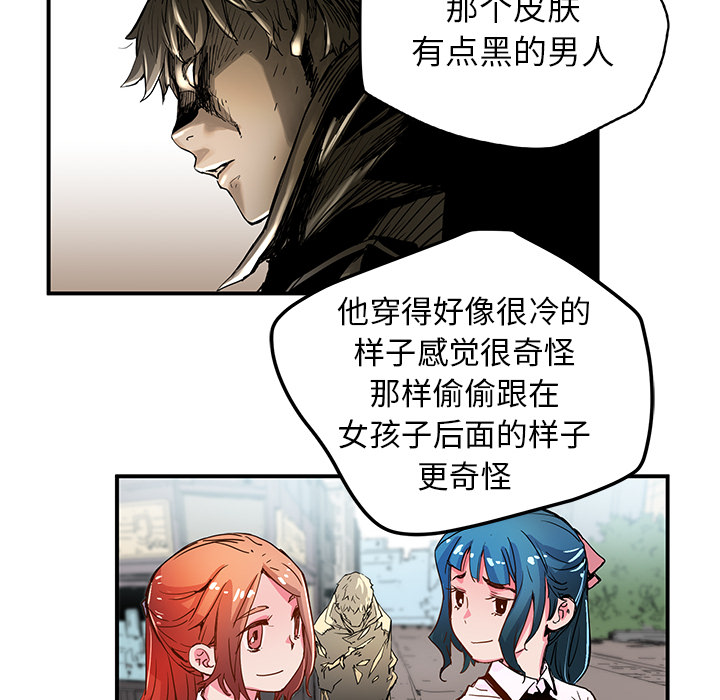 那个皮肤
有点黑的男人
他穿得好像很冷的
样子感觉很奇怪
那样偷偷跟在
女孩子后面的样子
更奇怪